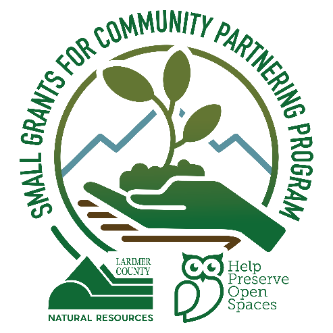 SMALL GRANTS FOR COMMUNITY PARTNERING PROGRAM
LARIMER
COUNTY
NATURAL RESOURCES
Help
Preserve
Open
Spaces